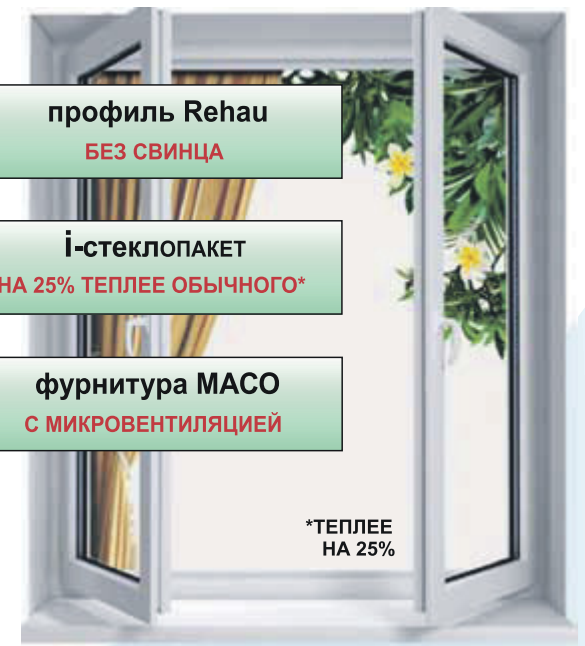 профиль Rehau
БЕЗ СВИНЦА
i-стеклОПАКЕТ
НА 25% ТЕПЛЕЕ ОБЫЧНОГО*
фурнитура MACO
С МИКРОВЕНТИЛЯЦИЕЙ
*ТЕПЛЕЕ
НА 25%